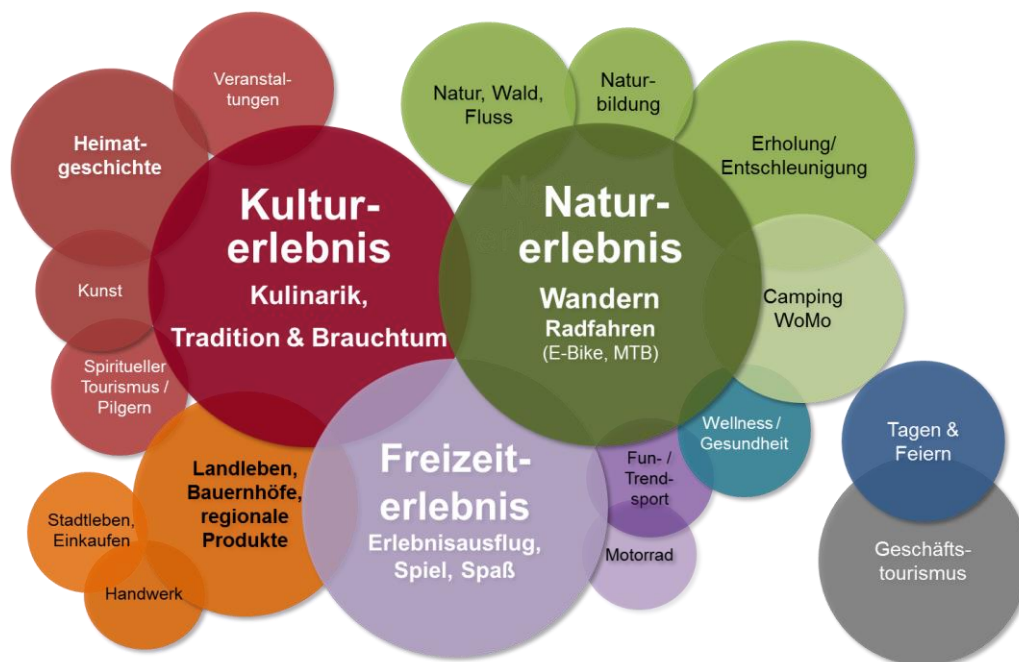 Veranstal-
tungen
Heimat-
geschichte
Kultur-
erlebnis
Kulinarik,
Tradition & Brauchtum
Kunst
Spiritueller
Tourismus /
Pilgern
Natur, Wald,
Fluss
Natur-
bildung
Erholung/
Entschleunigung
Natur-
erlebnis
Wandern
Radfahren
(E-Bike, MTB)
Camping
WoMo
Wellness /
Gesundheit
Landleben,
Bauernhöfe,
regionale
Produkte
Stadtleben,
Einkaufen
Handwerk
Freizeit-
erlebnis
Erlebnisausflug,
Spiel, Spaß
Fun- /
Trend-
sport
Motorrad
Tagen &
Feiern
Geschäfts-
tourismus